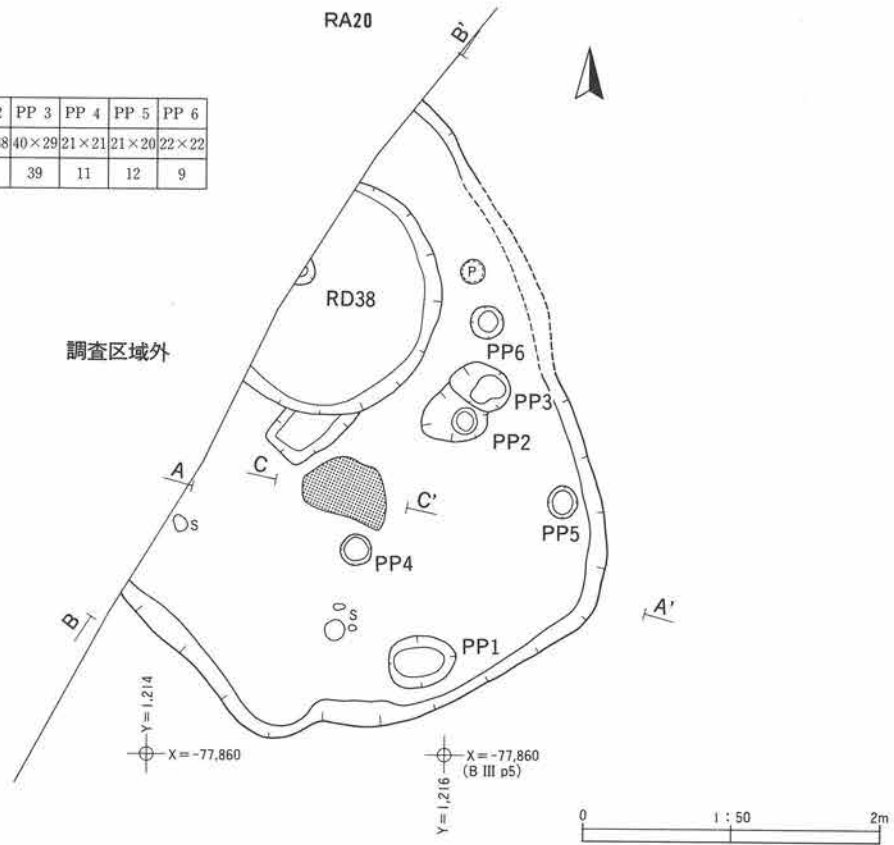 RA20
B'
PP 3 PP 4 PP 5 PP 6
40×29 21×21 21×20 22×22
39 11 12 9
RD38
P
調査区域外
PP6
PP3
PP2
A
C
C'
S
PP5
PP4
B
S
A'
PP1
Y=1,214
X=-77,860
X=-77,860
(B III p5)
Y=1,216
0 1:50 2m